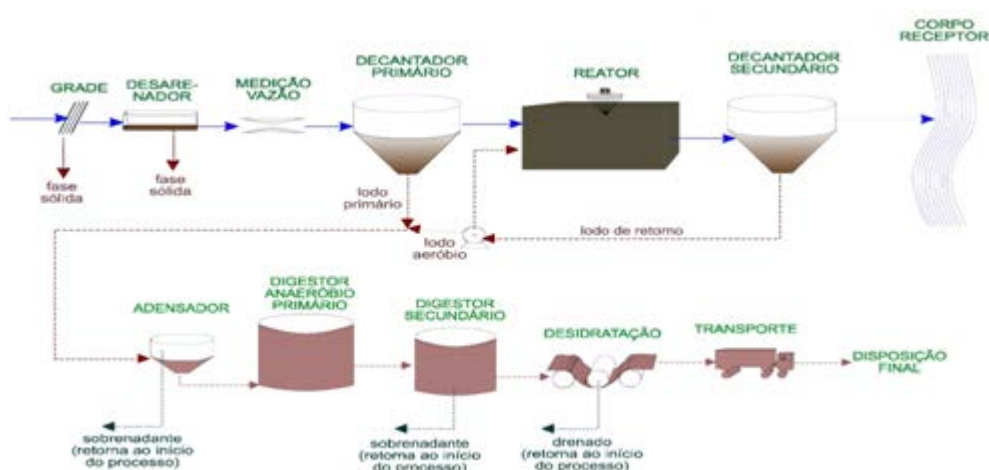 CORPO
RECEPTOR
DECANTADOR
PRIMÁRIO
REATOR
DECANTADOR
SECUNDÁRIO
GRADE
DESARE-
NADOR
MEDIÇÃO
VAZÃO
fase
sólida
fase
sólida
lodo
primário
lodo
aeróbio
lodo de retorno
ADENSADOR
DIGESTOR
ANAERÓBIO
PRIMÁRIO
DIGESTOR
SECUNDÁRIO
DESIDRATAÇÃO
TRANSPORTE
DISPOSIÇÃO
FINAL
sobrenadante
(retorna ao início
do processo)
sobrenadante
(retorna ao início
do processo)
drenado
(retorna ao início
do processo)